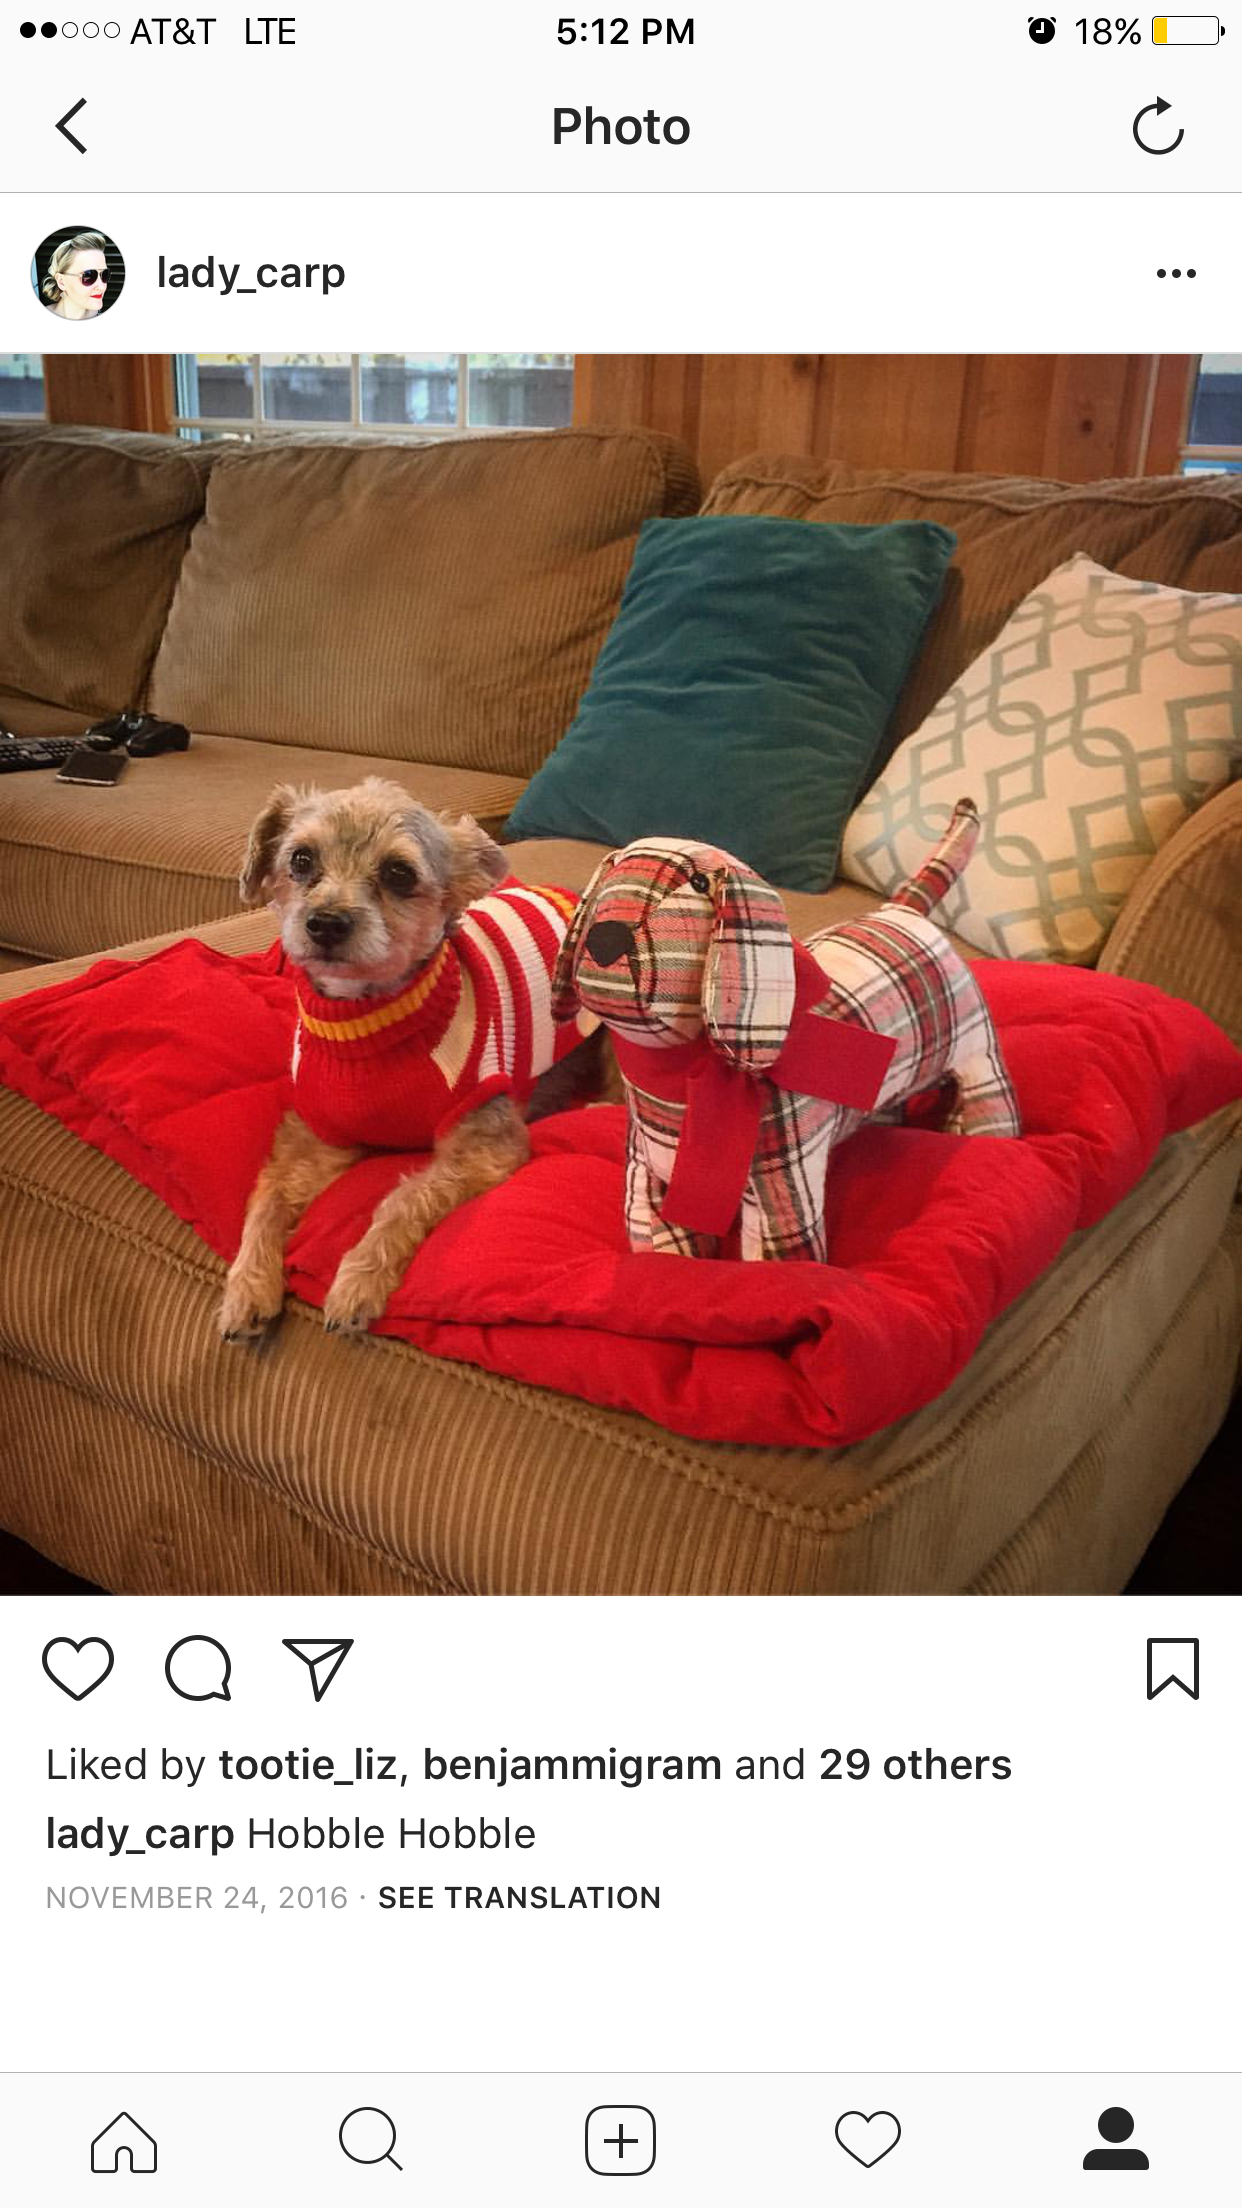 AT&T LTE 5:12 PM 18%
Photo
lady_carp
Liked by tootie_liz, benjammigram and 29 others
lady_carp Hobble Hobble
NOVEMBER 24, 2016 · SEE TRANSLATION